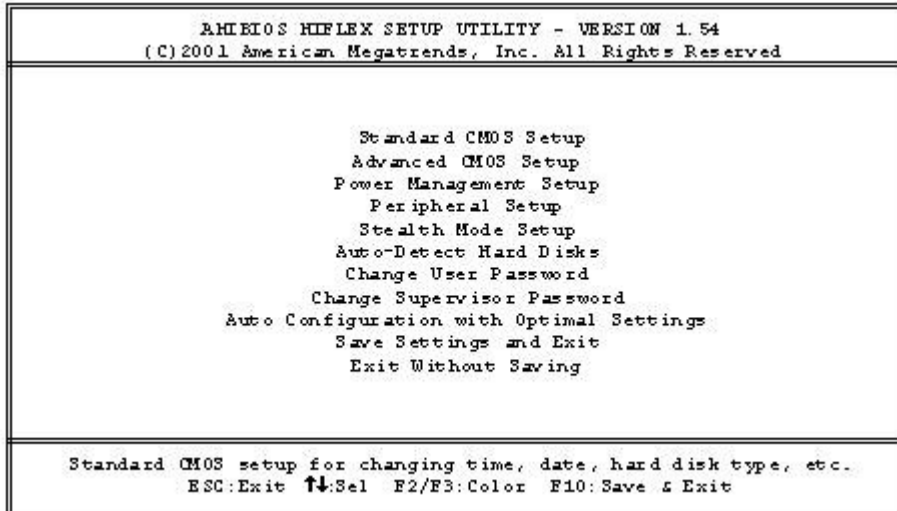 AMIBIOS HIFLEX SETUP UTILITY - VERSION 1.54
(C)2001 American Megatrends, Inc. All Rights Reserved
Standard CMOS Setup
Advanced CMOS Setup
Power Management Setup
Peripheral Setup
Stealth Mode Setup
Auto-Detect Hard Disks
Change User Password
Change Supervisor Password
Auto Configuration with Optimal Settings
Save Settings and Exit
Exit Without Saving
Standard CMOS setup for changing time, date, hard disk type, etc.
ESC:Exit ↑↓:Sel F2/F3:Color F10:Save & Exit